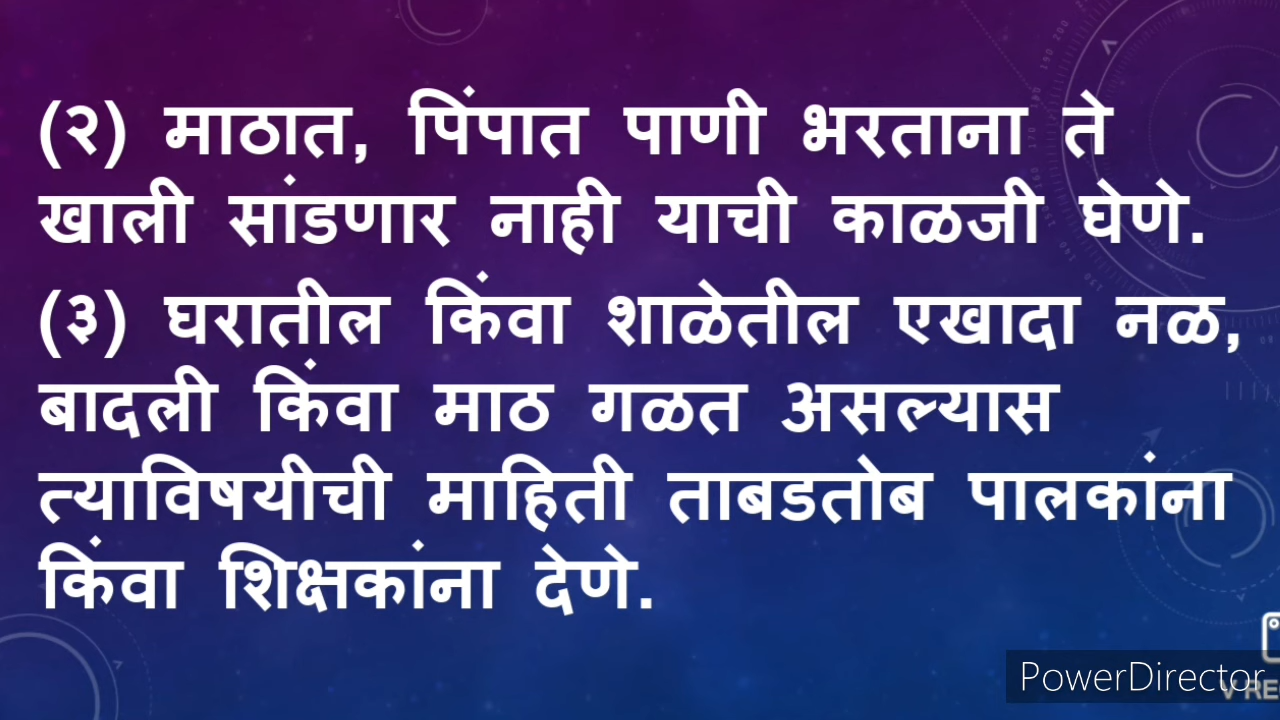 (२) माठात, पिंपात पाणी भरताना ते
खाली सांडणार नाही याची काळजी घेणे.
(३) घरातील किंवा शाळेतील एखादा नळ,
बादली किंवा माठ गळत असल्यास
त्याविषयीची माहिती ताबडतोब पालकांना
किंवा शिक्षकांना देणे.
PowerDirector